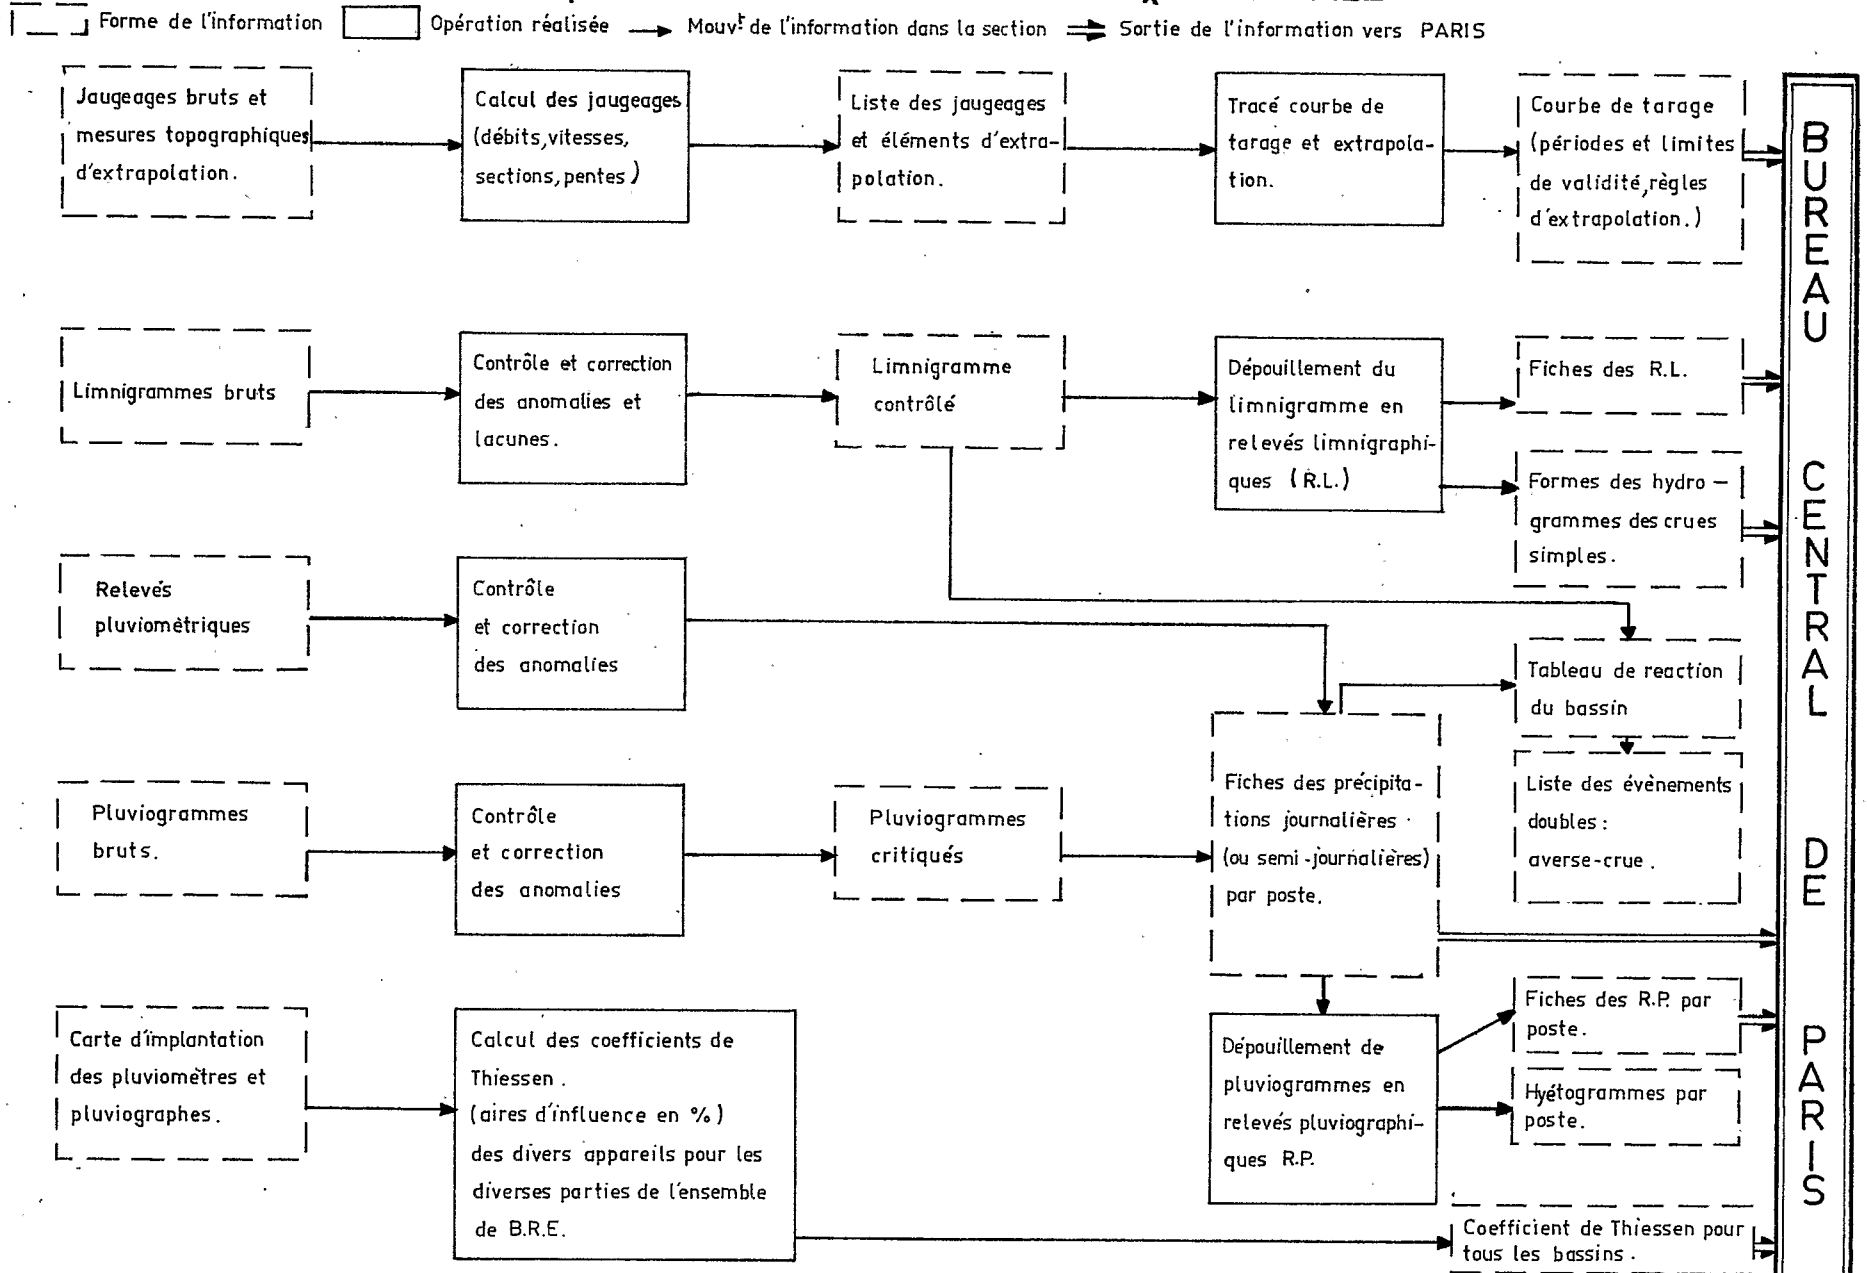 Forme de l'information
Opération réalisée
Mouvt de l'information dans la section
Sortie de l'information vers PARIS
Jaugeages bruts et
mesures topographiques
d'extrapolation.
Calcul des jaugeages
(débits,vitesses,
sections,pentes)
Liste des jaugeages
et éléments d'extra-
polation.
Tracé courbe de
tarage et extrapola-
tion.
Courbe de tarage
(périodes et limites
de validité,règles
d'extrapolation.)
Limnigrammes bruts
Contrôle et correction
des anomalies et
lacunes.
Limnigramme
contrôlé
Dépouillement du
limnigramme en
relevés limnigraphi-
ques (R.L.)
Fiches des R.L.
Formes des hydro-
grammes des crues
simples.
Relevés
pluviomètriques
Contrôle
et correction
des anomalies
Tableau de reaction
du bassin
Pluviogrammes
bruts.
Contrôle
et correction
des anomalies
Pluviogrammes
critiqués
Fiches des précipita-
tions journalières
(ou semi-journalières)
par poste.
Liste des évènements
doubles:
averse-crue.
Carte d'implantation
des pluviomètres et
pluviographes.
Calcul des coefficients de
Thiessen.
(aires d'influence en %)
des divers appareils pour les
diverses parties de l'ensemble
de B.R.E.
Dépouillement de
pluviogrammes en
relevés pluviographi-
ques R.P.
Fiches des R.P. par
poste.
Hyétogrammes par
poste.
Coefficient de Thiessen pour
tous les bassins.
BUREAU CENTRAL DE PARIS